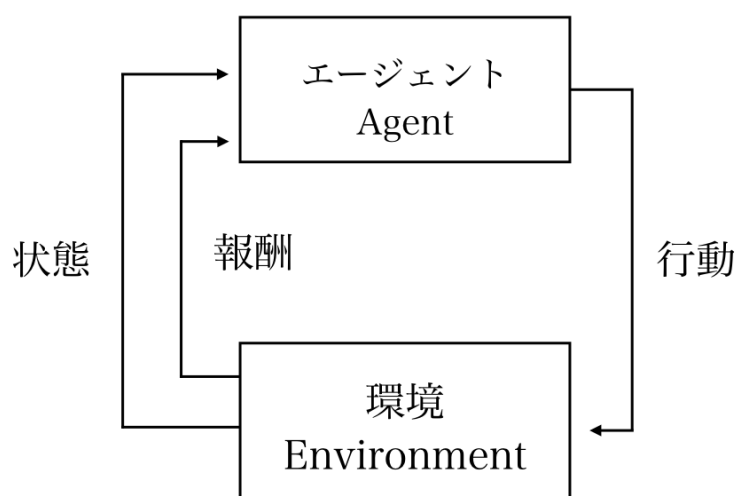 エージェント
Agent
状態
報酬
行動
環境
Environment